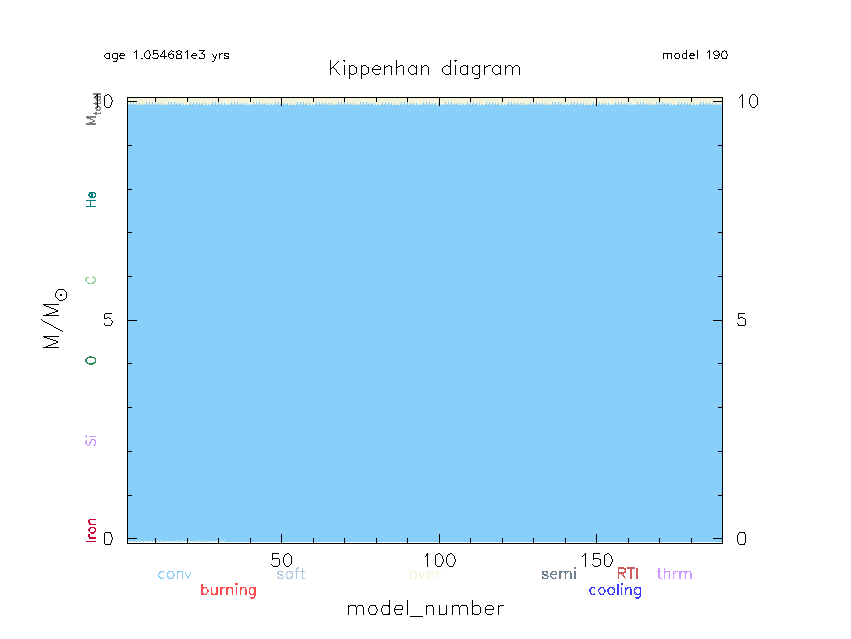 age 1.054681e3 yrs
model 190
Kippenhan diagram
10
10
5
5
0
0
M/M☉
M_total
He
C
O
Si
Iron
50
100
150
conv
soft
over
semi
RTI
thrm
burning
cooling
model_number